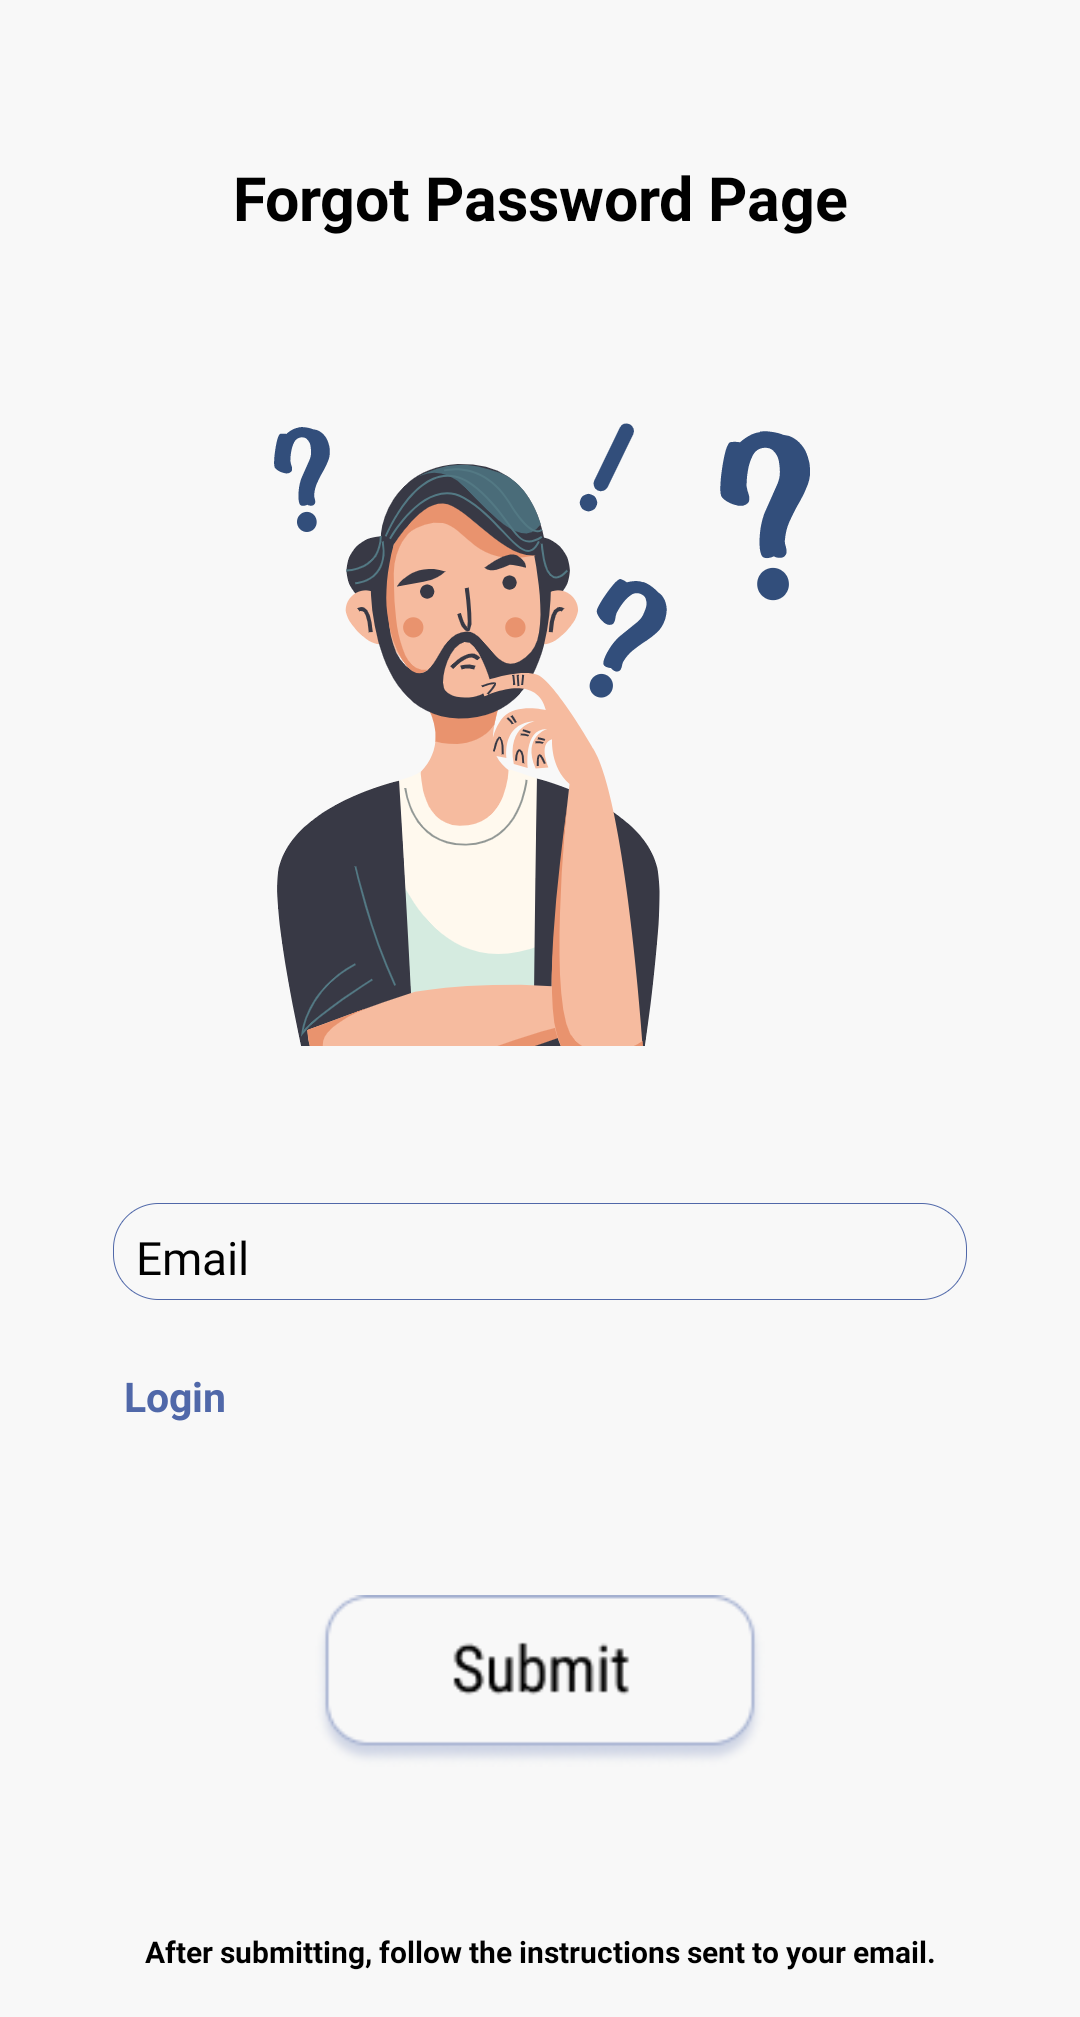 Forgot Password Page
Email
Login
Submit
After submitting, follow the instructions sent to your email.